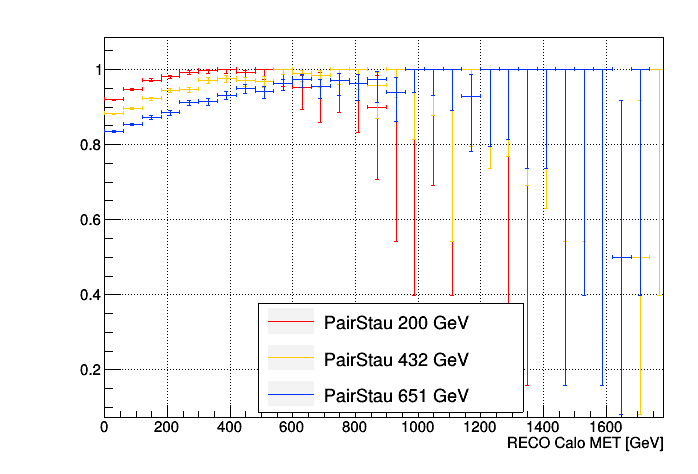 1
0.8
0.6
0.4
0.2
PairStau 200 GeV
PairStau 432 GeV
PairStau 651 GeV
0 200 400 600 800 1000 1200 1400 1600
RECO Calo MET [GeV]